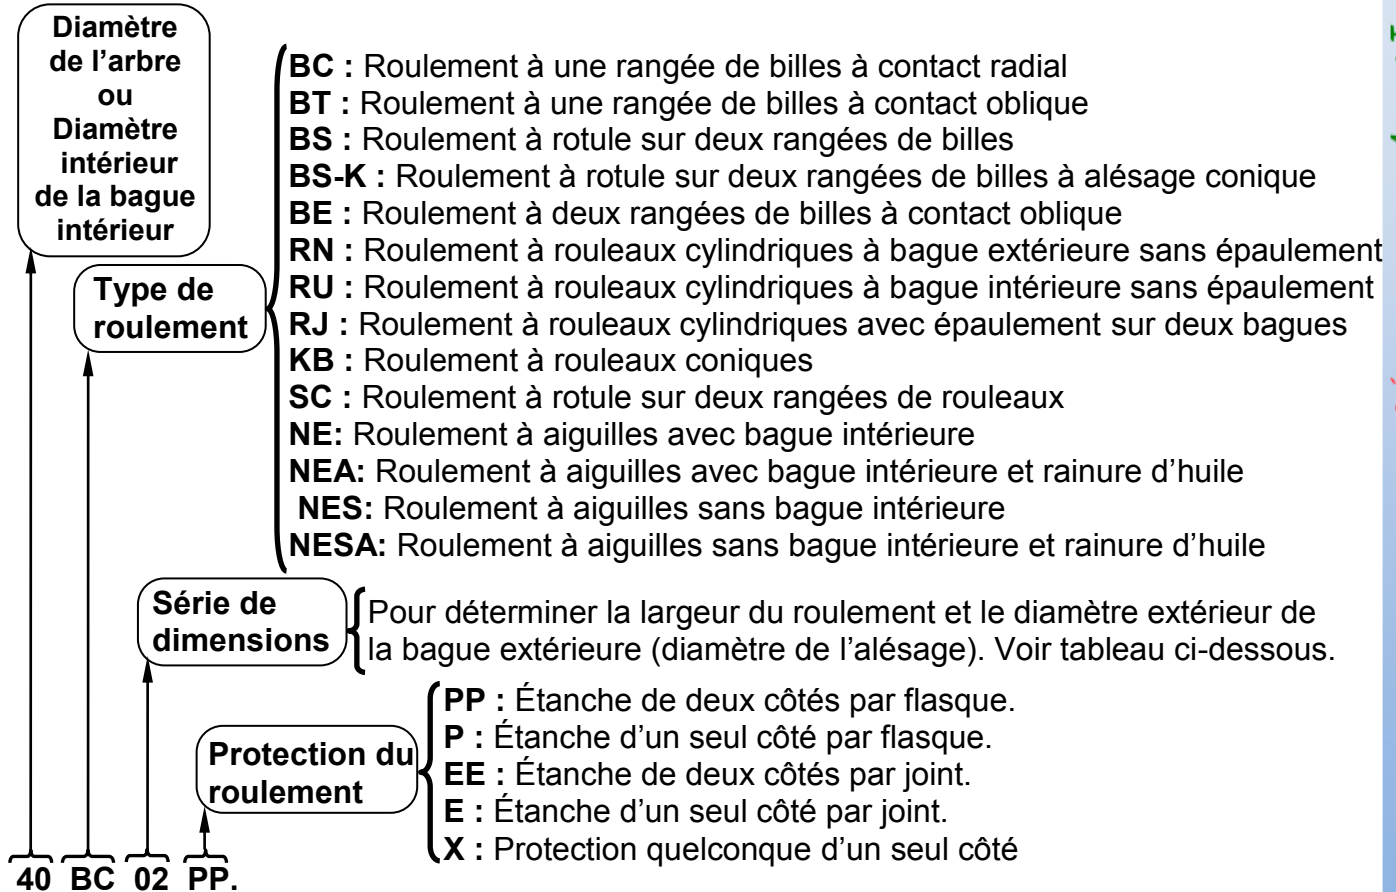 Diamètre
de l’arbre
ou
Diamètre
intérieur
de la bague
intérieur
Type de
roulement
BC : Roulement à une rangée de billes à contact radial
BT : Roulement à une rangée de billes à contact oblique
BS : Roulement à rotule sur deux rangées de billes
BS-K : Roulement à rotule sur deux rangées de billes à alésage conique
BE : Roulement à deux rangées de billes à contact oblique
RN : Roulement à rouleaux cylindriques à bague extérieure sans épaulement
RU : Roulement à rouleaux cylindriques à bague intérieure sans épaulement
RJ : Roulement à rouleaux cylindriques avec épaulement sur deux bagues
KB : Roulement à rouleaux coniques
SC : Roulement à rotule sur deux rangées de rouleaux
NE: Roulement à aiguilles avec bague intérieure
NEA: Roulement à aiguilles avec bague intérieure et rainure d’huile
NES: Roulement à aiguilles sans bague intérieure
NESA: Roulement à aiguilles sans bague intérieure et rainure d’huile
Série de
dimensions
Pour déterminer la largeur du roulement et le diamètre extérieur de
la bague extérieure (diamètre de l’alésage). Voir tableau ci-dessous.
Protection du
roulement
PP : Étanche de deux côtés par flasque.
P : Étanche d’un seul côté par flasque.
EE : Étanche de deux côtés par joint.
E : Étanche d’un seul côté par joint.
X : Protection quelconque d’un seul côté
40 BC 02 PP.